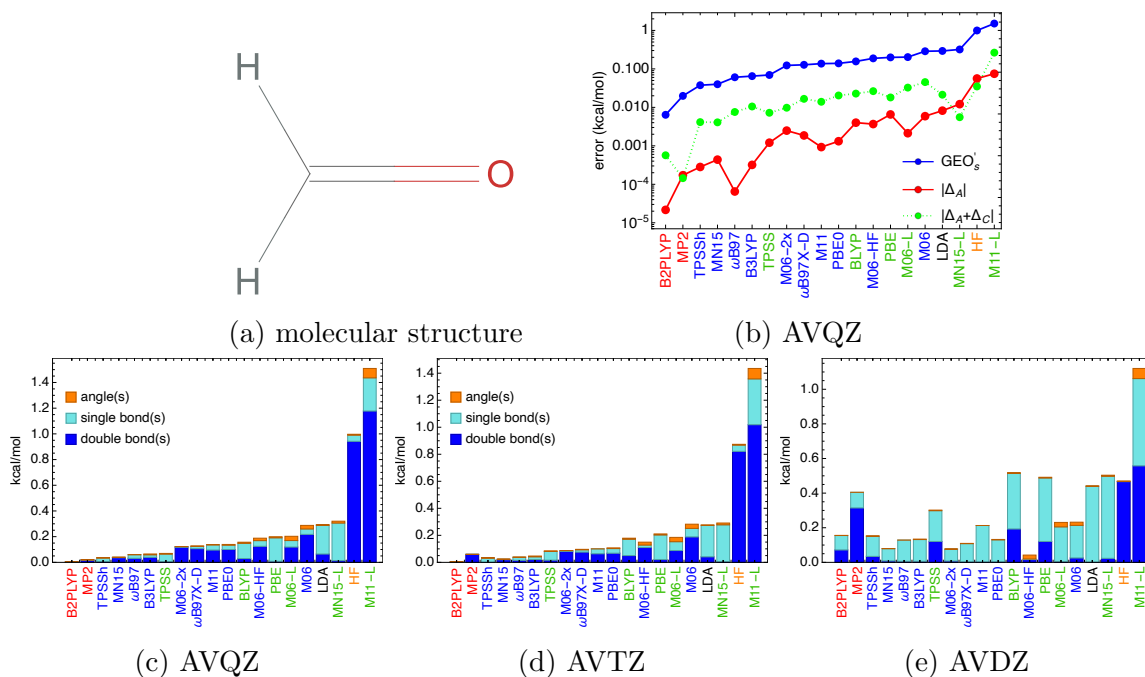 H
O
H
(a) molecular structure
error (kcal/mol)
1
0.100
0.010
0.001
10⁻⁴
10⁻⁵
GEO's
|Δ_A|
|Δ_A+Δ_C|
B2PLYP
MP2
TPSSh
MN15
ωB97
B3LYP
TPSS
M06-2x
ωB97X-D
M11
PBE0
BLYP
M06-HF
PBE
M06-L
M06
LDA
MN15-L
HF
M11-L
(b) AVQZ
kcal/mol
1.4
1.2
1.0
0.8
0.6
0.4
0.2
0.0
angle(s)
single bond(s)
double bond(s)
B2PLYP
MP2
TPSSh
MN15
ωB97
B3LYP
TPSS
M06-2x
ωB97X-D
M11
PBE0
BLYP
M06-HF
PBE
M06-L
M06
LDA
MN15-L
HF
M11-L
(c) AVQZ
kcal/mol
1.4
1.2
1.0
0.8
0.6
0.4
0.2
0.0
angle(s)
single bond(s)
double bond(s)
B2PLYP
MP2
TPSSh
MN15
ωB97
B3LYP
TPSS
M06-2x
ωB97X-D
M11
PBE0
BLYP
PBE
M06-HF
M06-L
M06
LDA
MN15-L
HF
M11-L
(d) AVTZ
kcal/mol
1.0
0.8
0.6
0.4
0.2
0.0
B2PLYP
MP2
TPSSh
MN15
ωB97
B3LYP
TPSS
M06-2x
ωB97X-D
M11
PBE0
BLYP
M06-HF
PBE
M06-L
M06
LDA
MN15-L
HF
M11-L
(e) AVDZ